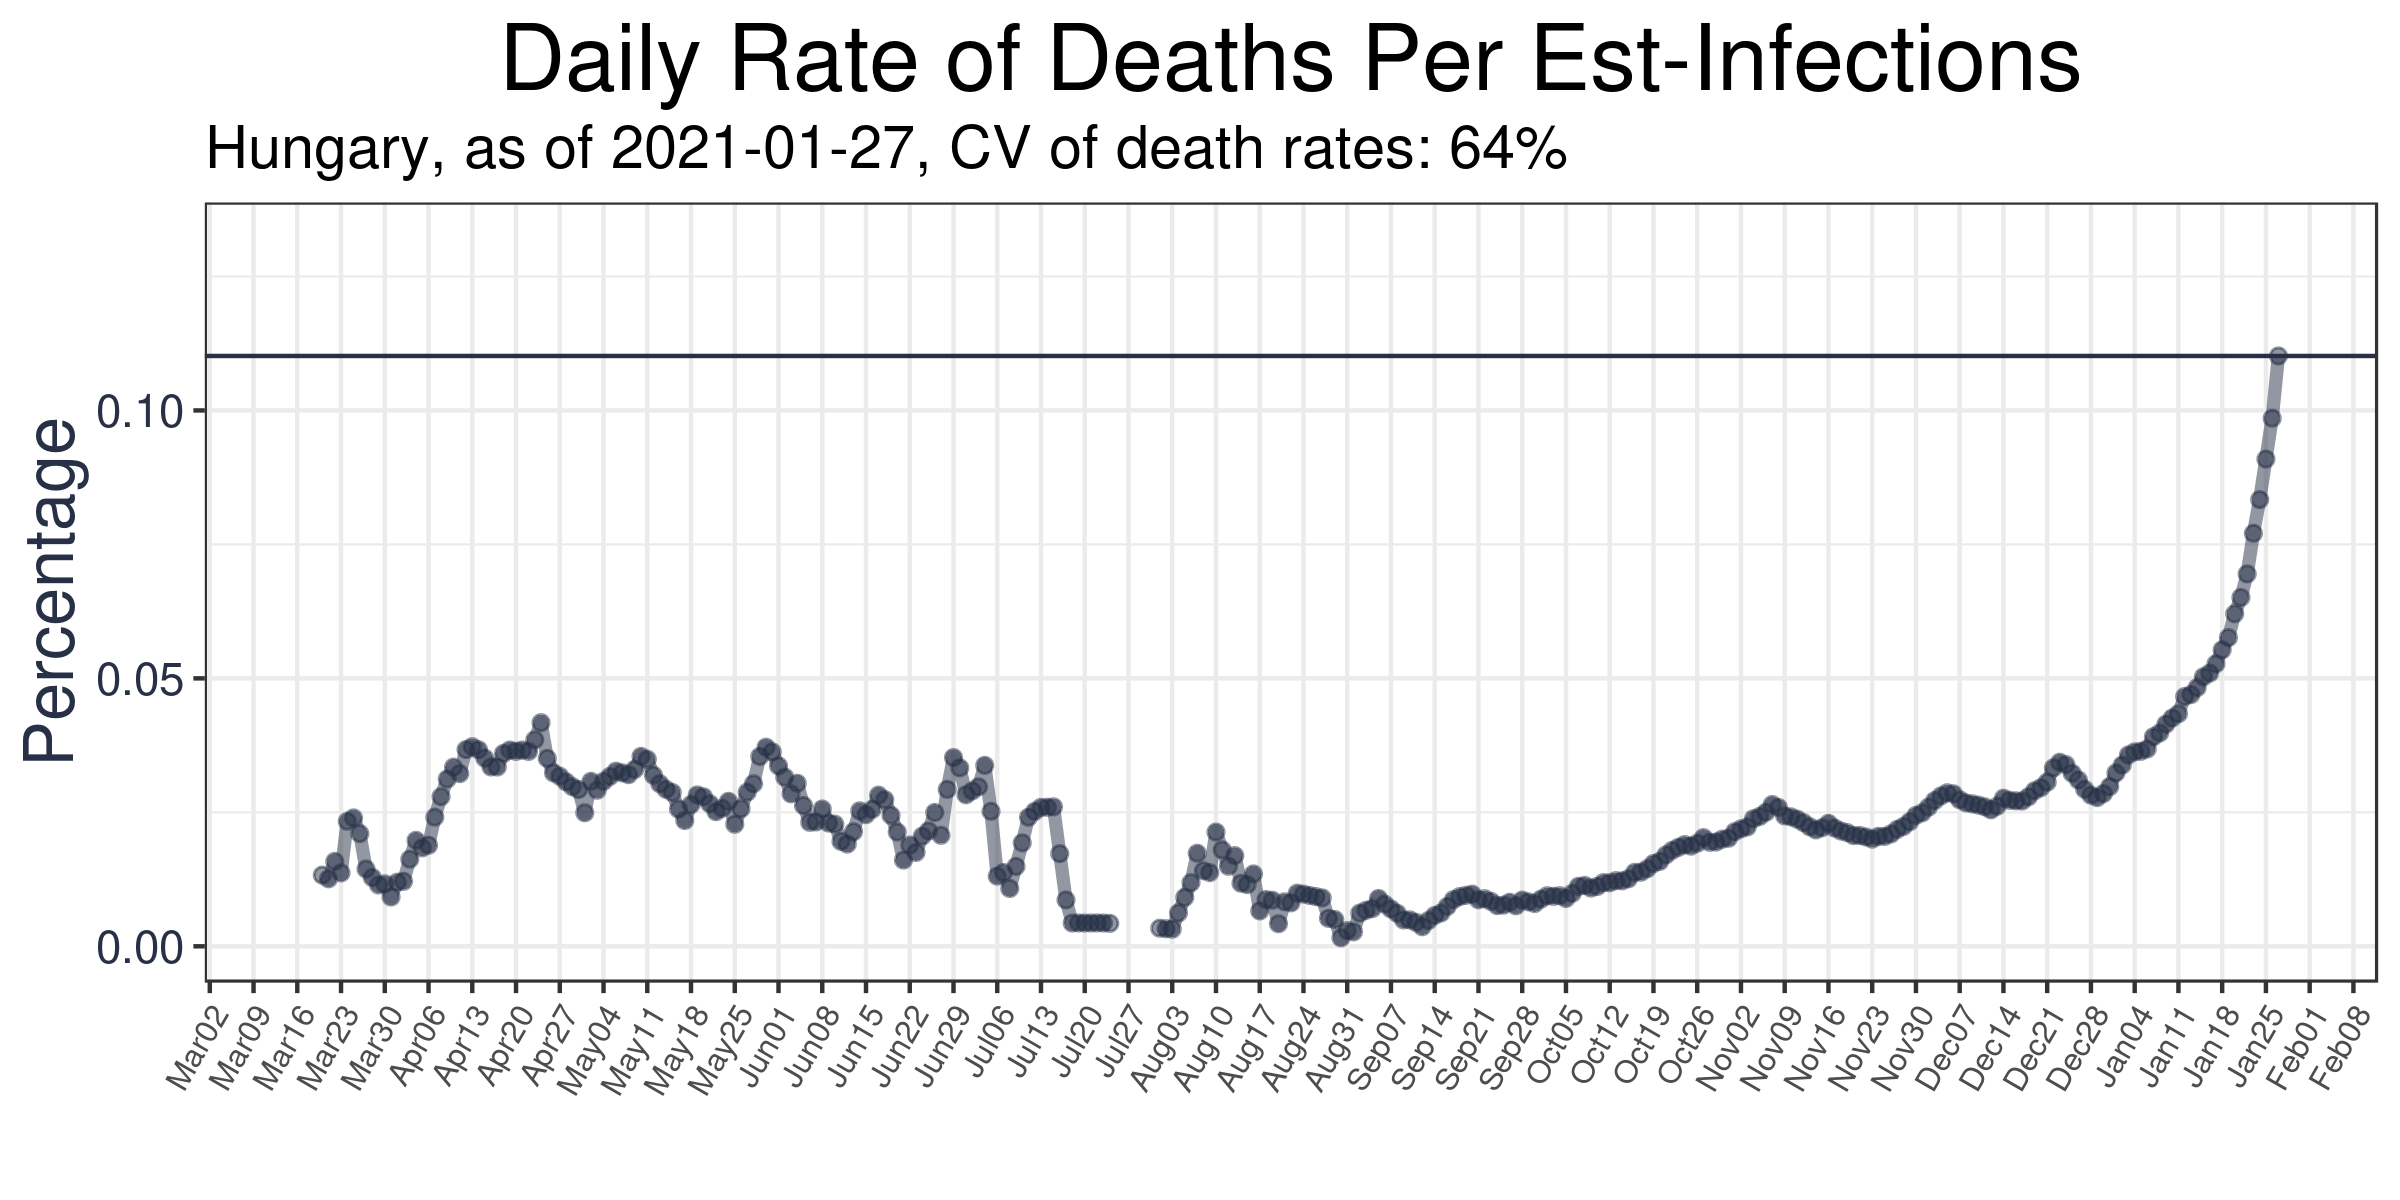 Daily Rate of Deaths Per Est-Infections
Hungary, as of 2021-01-27, CV of death rates: 64%
Percentage
0.10
0.05
0.00
Mar02
Mar09
Mar16
Mar23
Mar30
Apr06
Apr13
Apr20
Apr27
May04
May11
May18
May25
Jun01
Jun08
Jun15
Jun22
Jun29
Jul06
Jul13
Jul20
Jul27
Aug03
Aug10
Aug17
Aug24
Aug31
Sep07
Sep14
Sep21
Sep28
Oct05
Oct12
Oct19
Oct26
Nov02
Nov09
Nov16
Nov23
Nov30
Dec07
Dec14
Dec21
Dec28
Jan04
Jan11
Jan18
Jan25
Feb01
Feb08